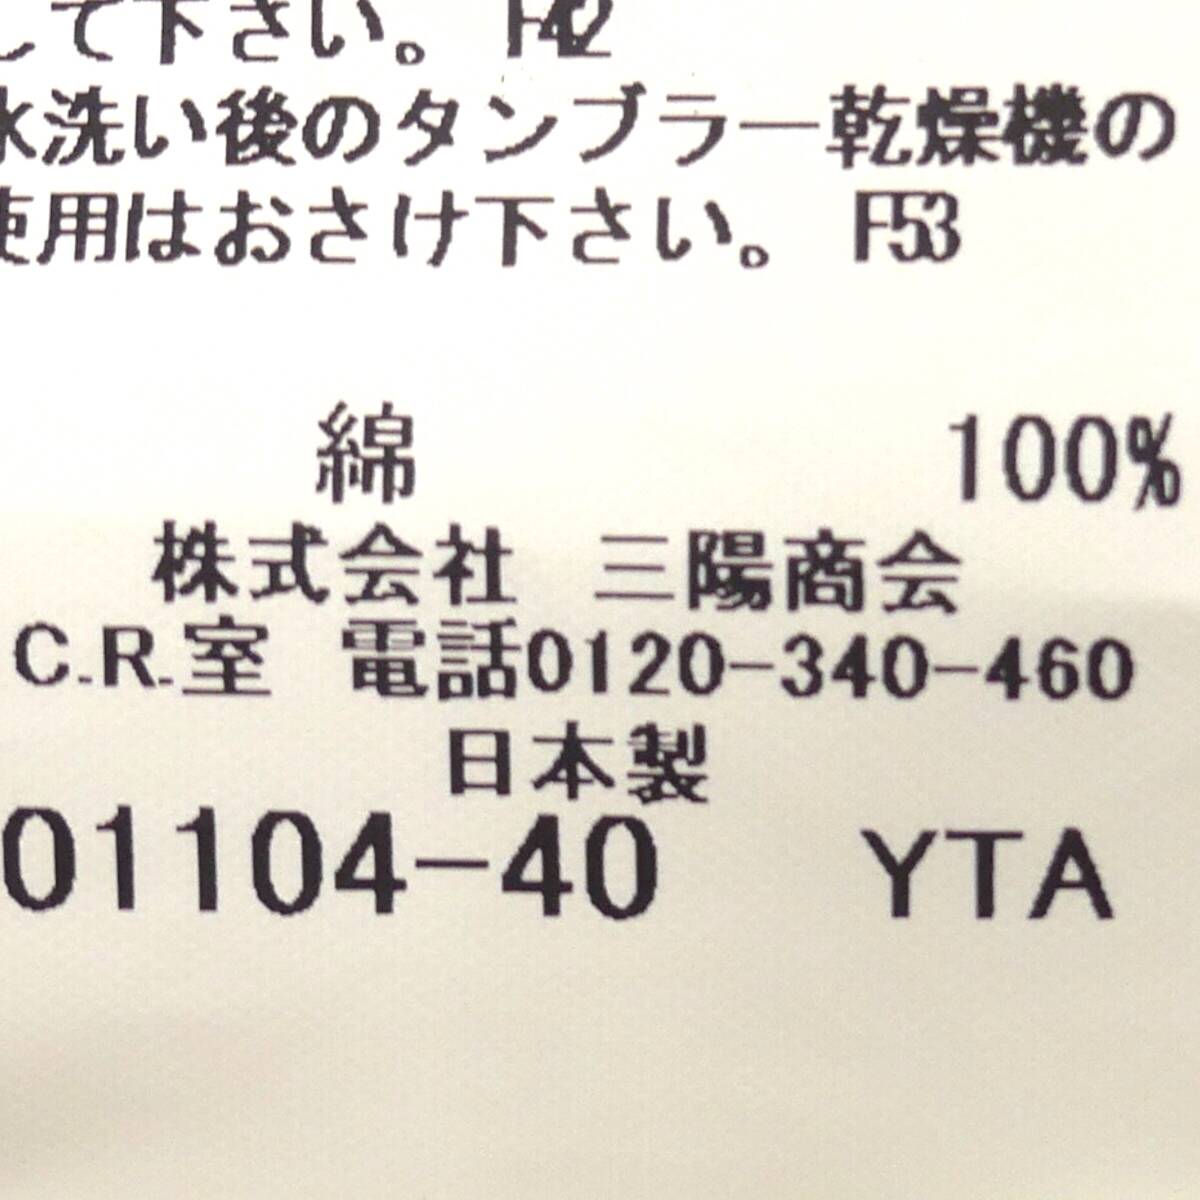 して下さい。 F42
水洗い後のタンブラー乾燥機の
使用はおさけ下さい。 F53
綿 100%
株式会社 三陽商会
C.R.室 電話0120-340-460
日本製
01104-40 YTA